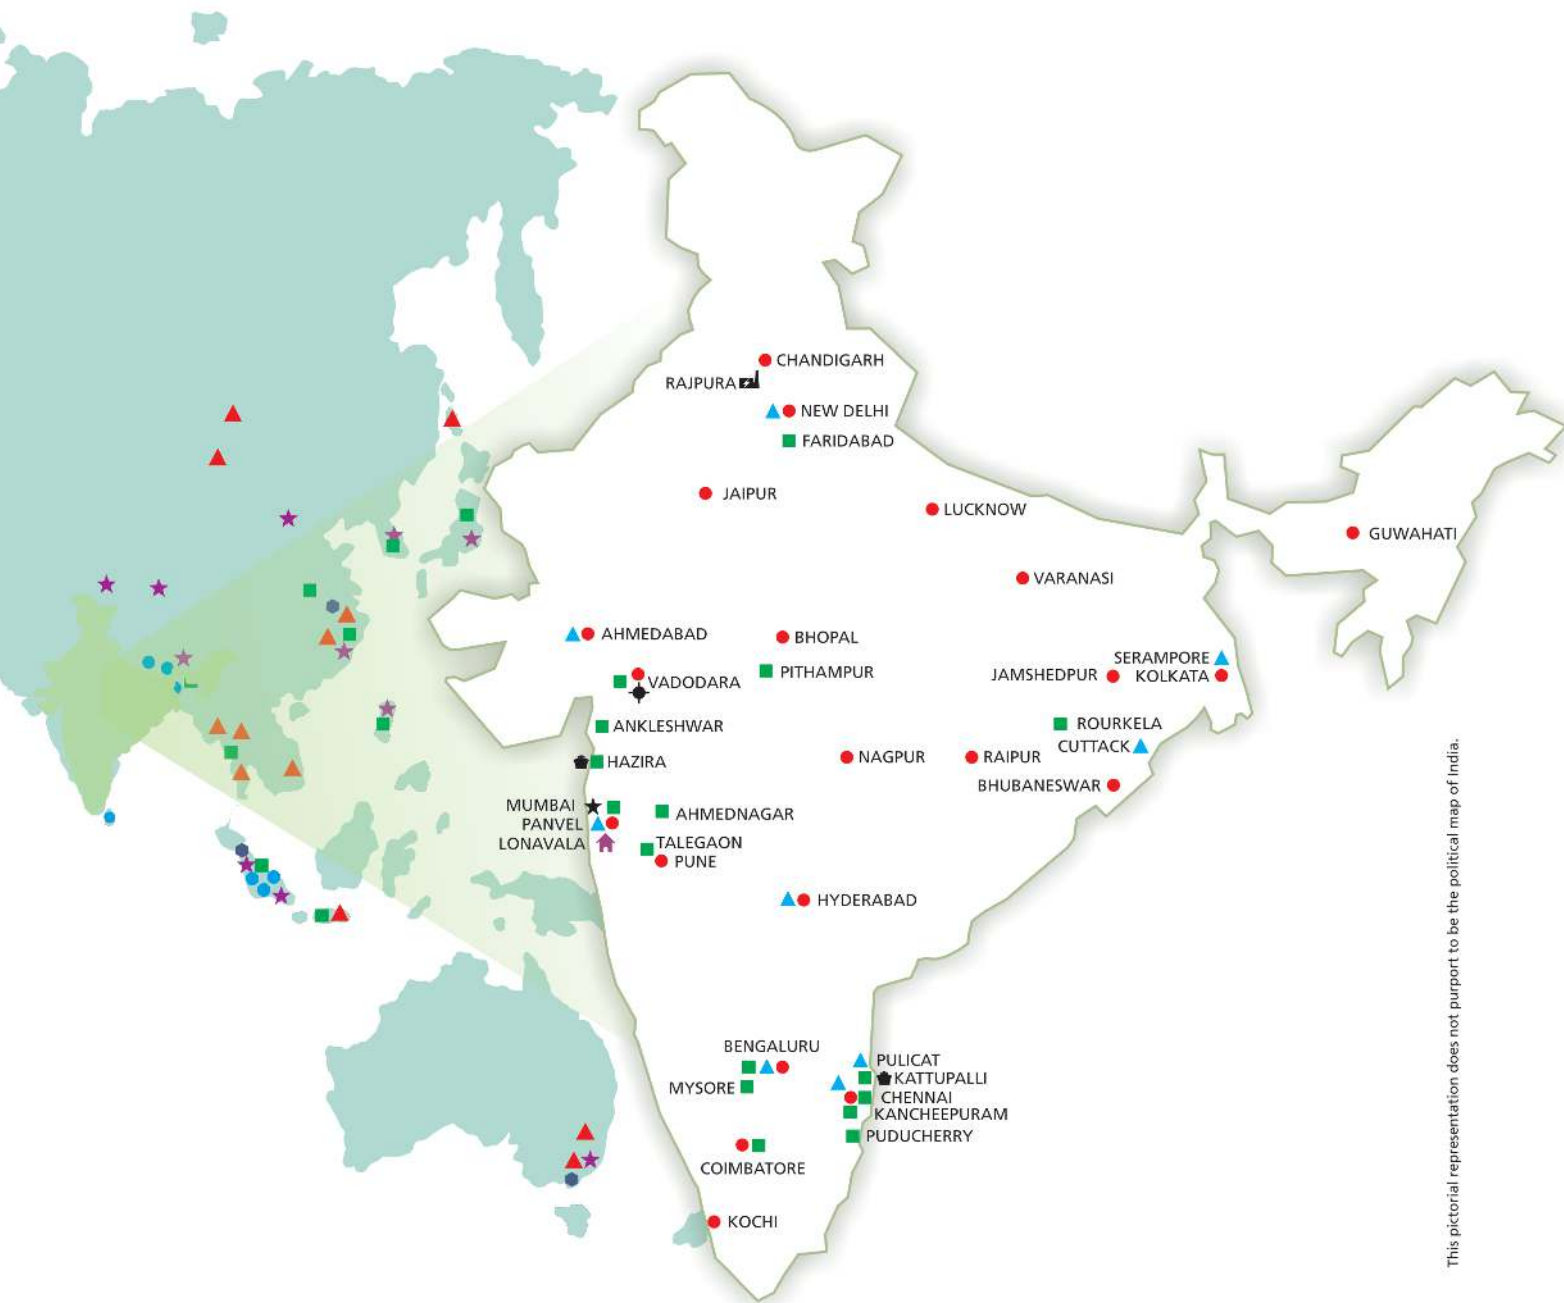 CHANDIGARH
RAJPURA
NEW DELHI
FARIDABAD
JAIPUR
LUCKNOW
GUWAHATI
VARANASI
AHMEDABAD
BHOPAL
SERAMPORE
PITHAMPUR
JAMSHEDPUR
KOLKATA
VADODARA
ROURKELA
ANKLESHWAR
CUTTACK
HAZIRA
NAGPUR
RAIPUR
BHUBANESWAR
MUMBAI
AHMEDNAGAR
PANVEL
LONAVALA
TALEGAON
PUNE
HYDERABAD
BENGALURU
PULICAT
KATTUPALLI
MYSORE
CHENNAI
KANCHEEPURAM
PUDUCHERRY
COIMBATORE
KOCHI
This pictorial representation does not purport to be the political map of India.